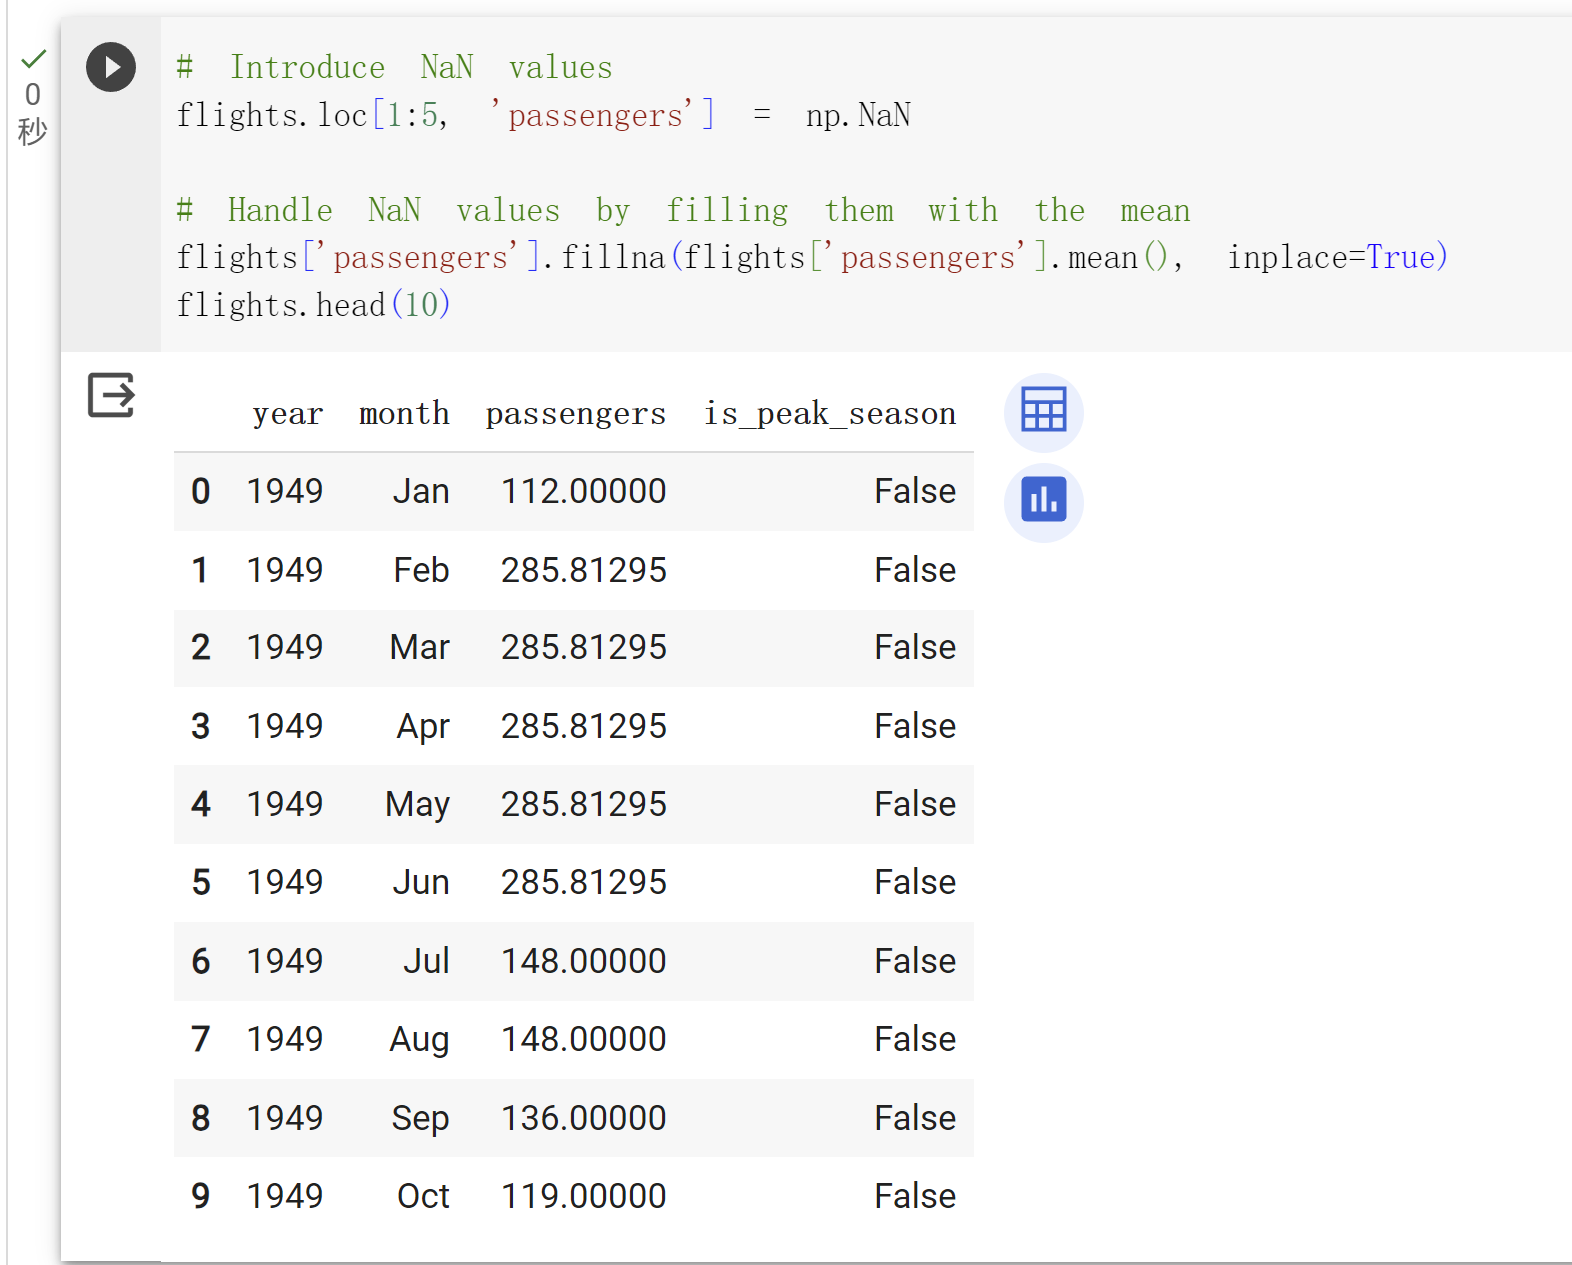 0
秒
# Introduce NaN values
flights.loc[1:5, 'passengers'] = np.NaN
# Handle NaN values by filling them with the mean
flights['passengers'].fillna(flights['passengers'].mean(), inplace=True)
flights.head(10)
year month passengers is_peak_season
0 1949 Jan 112.00000 False
1 1949 Feb 285.81295 False
2 1949 Mar 285.81295 False
3 1949 Apr 285.81295 False
4 1949 May 285.81295 False
5 1949 Jun 285.81295 False
6 1949 Jul 148.00000 False
7 1949 Aug 148.00000 False
8 1949 Sep 136.00000 False
9 1949 Oct 119.00000 False